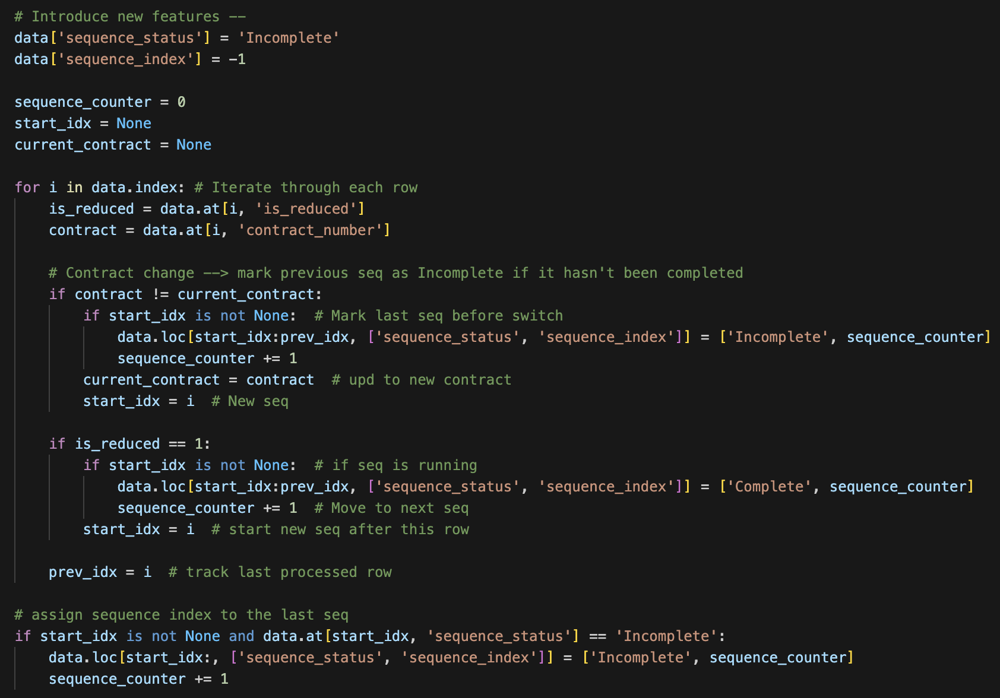 # Introduce new features --
data['sequence_status'] = 'Incomplete'
data['sequence_index'] = -1

sequence_counter = 0
start_idx = None
current_contract = None

for i in data.index: # Iterate through each row
    is_reduced = data.at[i, 'is_reduced']
    contract = data.at[i, 'contract_number']

    # Contract change --> mark previous seq as Incomplete if it hasn't been completed
    if contract != current_contract:
        if start_idx is not None:  # Mark last seq before switch
            data.loc[start_idx:prev_idx, ['sequence_status', 'sequence_index']] = ['Incomplete', sequence_counter]
            sequence_counter += 1
        current_contract = contract  # upd to new contract
        start_idx = i  # New seq

    if is_reduced == 1:
        if start_idx is not None:  # if seq is running
            data.loc[start_idx:prev_idx, ['sequence_status', 'sequence_index']] = ['Complete', sequence_counter]
            sequence_counter += 1  # Move to next seq
        start_idx = i  # start new seq after this row

    prev_idx = i  # track last processed row

# assign sequence index to the last seq
if start_idx is not None and data.at[start_idx, 'sequence_status'] == 'Incomplete':
    data.loc[start_idx:, ['sequence_status', 'sequence_index']] = ['Incomplete', sequence_counter]
    sequence_counter += 1